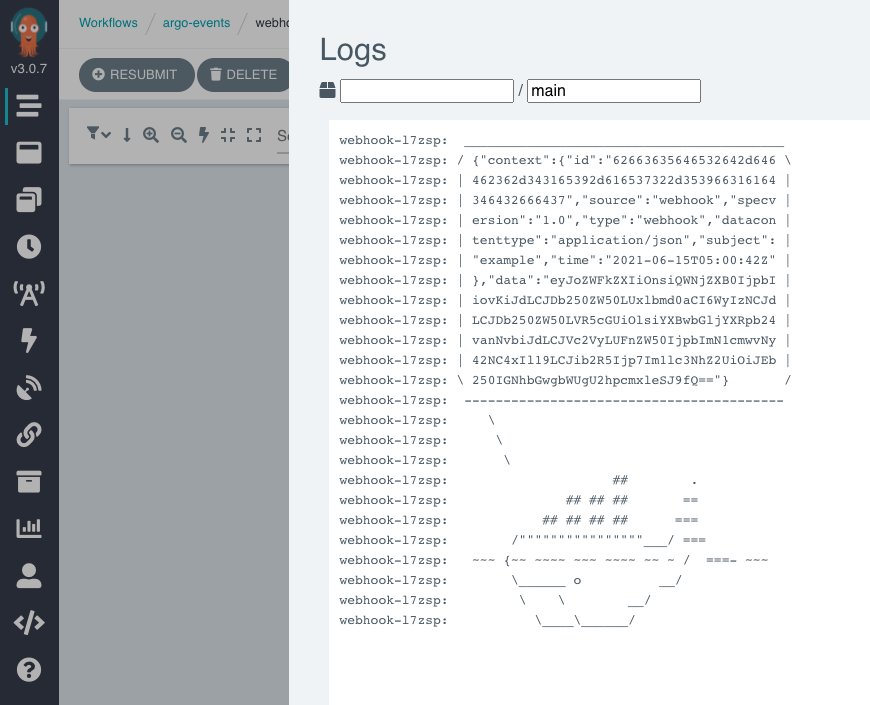 Workflows / argo-events / webho
v3.0.7
RESUBMIT DELETE
Logs
/ main
webhook-l7zsp:  _________________________________________
webhook-l7zsp: / {"context":{"id":"62663635646532642d646 \
webhook-l7zsp: | 462362d343165392d616537322d353966316164 |
webhook-l7zsp: | 346432666437","source":"webhook","specv |
webhook-l7zsp: | ersion":"1.0","type":"webhook","datacon |
webhook-l7zsp: | tenttype":"application/json","subject": |
webhook-l7zsp: | "example","time":"2021-06-15T05:00:42Z" |
webhook-l7zsp: | },"data":"eyJoZWFkZXIiOnsiQWNjZXB0IjpbI |
webhook-l7zsp: | iovKiJdLCJDb250ZW50LUxlbmd0aCI6WyIzNCJd |
webhook-l7zsp: | LCJDb250ZW50LVR5cGUiOlsiYXBwbGljYXRpb24 |
webhook-l7zsp: | vanNvbiJdLCJVc2VyLUFnZW50IjpbImN1cmwvNy |
webhook-l7zsp: | 42NC4xIl19LCJib2R5Ijp7Im1lc3NhZ2UiOiJEb |
webhook-l7zsp: \ 250IGNhbGwgbWUgU2hpcmxleSJ9fQ=="}       /
webhook-l7zsp:  -----------------------------------------
webhook-l7zsp:     \
webhook-l7zsp:      \
webhook-l7zsp:       \
webhook-l7zsp:                     ##        .
webhook-l7zsp:               ## ## ##       ==
webhook-l7zsp:            ## ## ## ##      ===
webhook-l7zsp:        /""""""""""""""""___/ ===
webhook-l7zsp:   ~~~ {~~ ~~~~ ~~~ ~~~~ ~~ ~ /  ===- ~~~
webhook-l7zsp:        \______ o          __/
webhook-l7zsp:         \    \        __/
webhook-l7zsp:           \____\______/